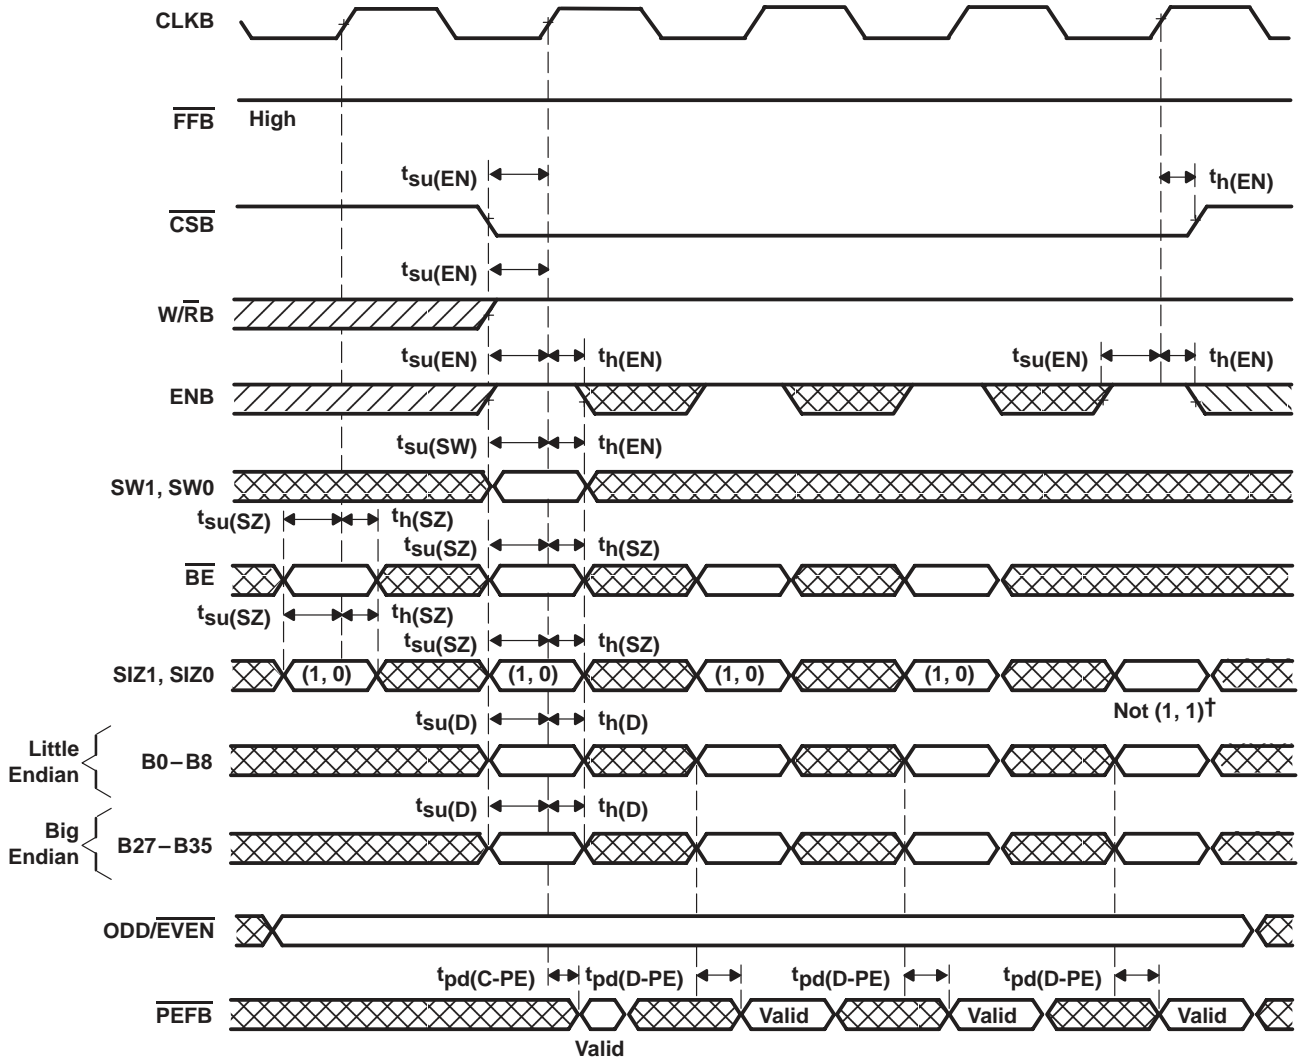 CLKB
FFB
High
tsu(EN)
th(EN)
CSB
tsu(EN)
W/RB
tsu(EN)
th(EN)
tsu(EN)
th(EN)
ENB
tsu(SW)
th(EN)
SW1, SW0
tsu(SZ)
th(SZ)
tsu(SZ)
th(SZ)
BE
tsu(SZ)
th(SZ)
tsu(SZ)
th(SZ)
SIZ1, SIZ0
(1, 0)
(1, 0)
(1, 0)
(1, 0)
Not (1, 1)†
tsu(D)
th(D)
Little
Endian
B0–B8
tsu(D)
th(D)
Big
Endian
B27–B35
ODD/EVEN
tpd(C-PE)
tpd(D-PE)
tpd(D-PE)
tpd(D-PE)
PEFB
Valid
Valid
Valid
Valid